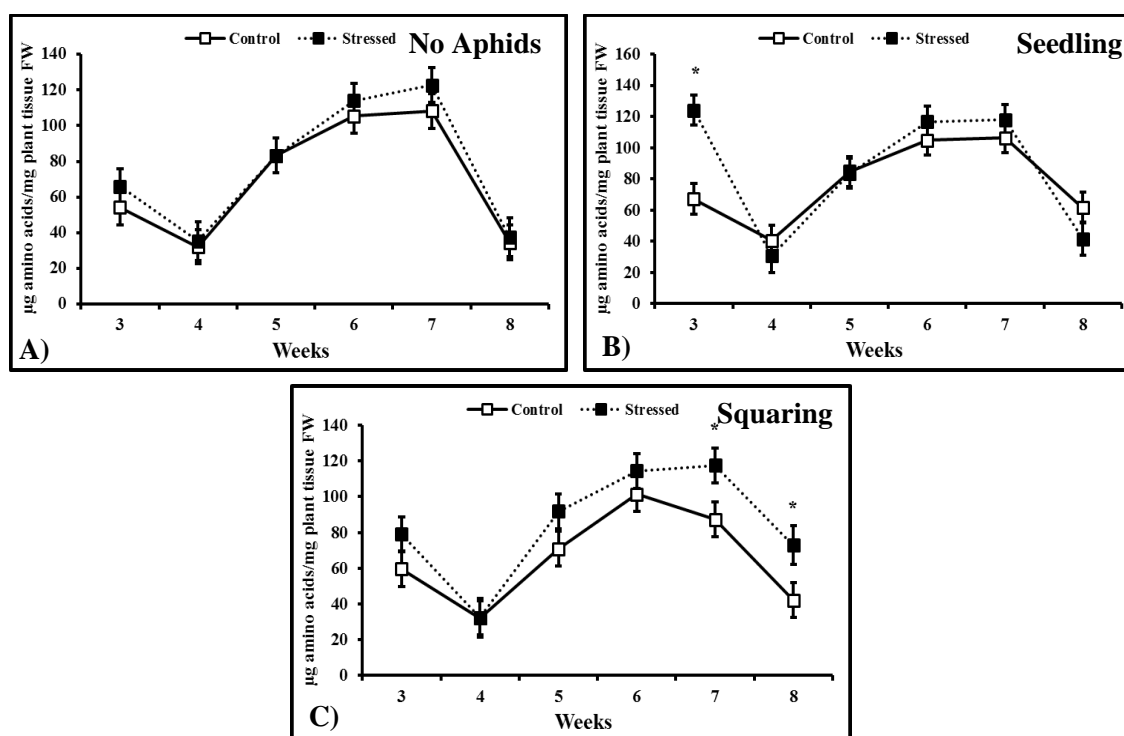 Control Stressed No Aphids
µg amino acids/mg plant tissue FW
140
120
100
80
60
40
20
0
3 4 5 6 7 8
Weeks
A)
Control Stressed Seedling
µg amino acids/mg plant tissue FW
160
140
120
100
80
60
40
20
0
*
3 4 5 6 7 8
Weeks
B)
Control Stressed Squaring
µg amino acids/mg plant tissue FW
140
120
100
80
60
40
20
0
*
*
3 4 5 6 7 8
Weeks
C)